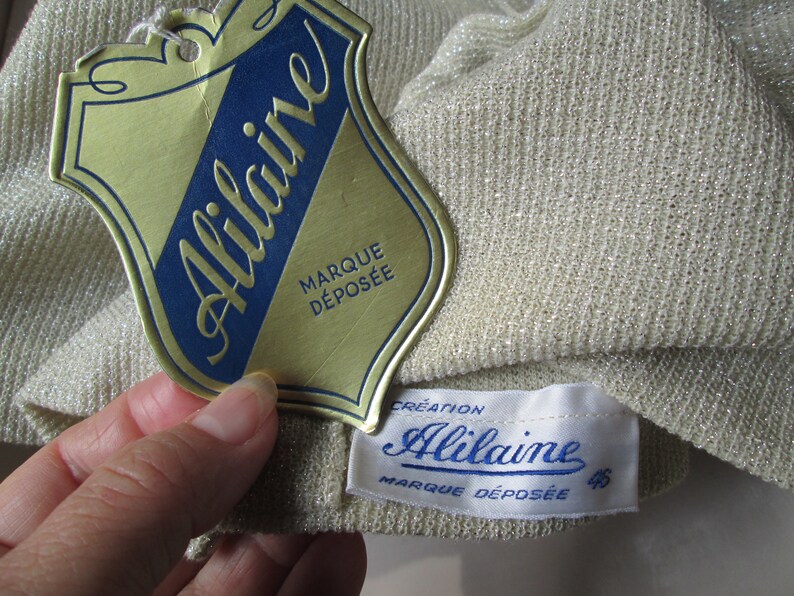 Alilaine
MARQUE
DÉPOSÉE
CRÉATION
Alilaine
MARQUE DÉPOSÉE 46